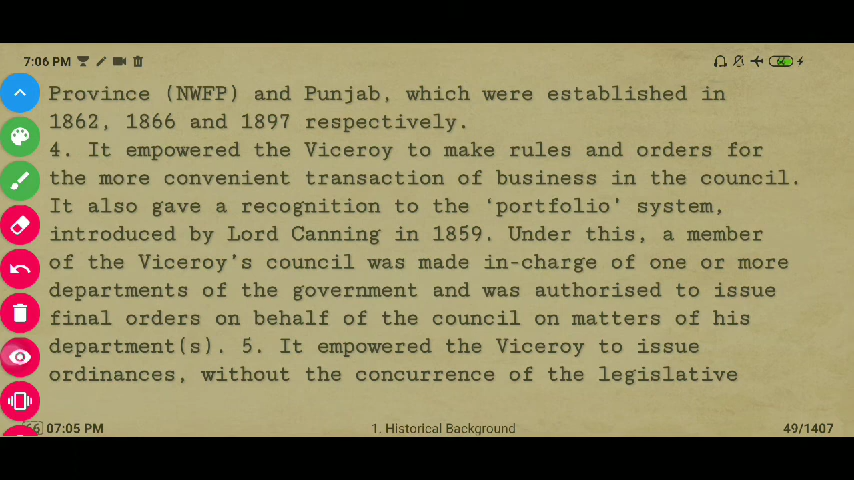 7:06 PM
Province (NWFP) and Punjab, which were established in
1862, 1866 and 1897 respectively.
4. It empowered the Viceroy to make rules and orders for
the more convenient transaction of business in the council.
It also gave a recognition to the ‘portfolio’ system,
introduced by Lord Canning in 1859. Under this, a member
of the Viceroy’s council was made in-charge of one or more
departments of the government and was authorised to issue
final orders on behalf of the council on matters of his
department(s). 5. It empowered the Viceroy to issue
ordinances, without the concurrence of the legislative
07:05 PM 1. Historical Background 49/1407